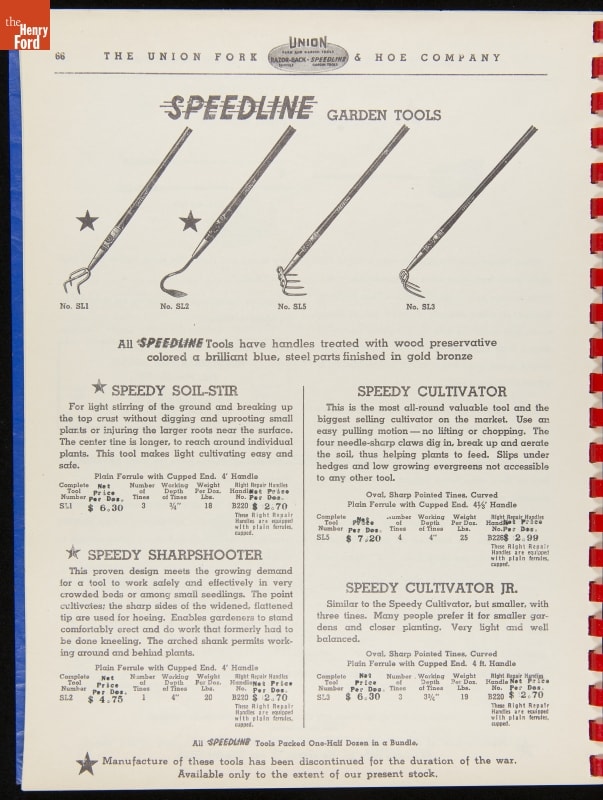 the
Henry
Ford
UNION
FARM AND GARDEN TOOLS
RAZOR-BACK • SPEEDLINE
66 THE UNION FORK & HOE COMPANY
SPEEDLINE GARDEN TOOLS
No. SL1 No. SL2 No. SL5 No. SL3
All SPEEDLINE Tools have handles treated with wood preservative
colored a brilliant blue, steel parts finished in gold bronze
SPEEDY SOIL-STIR
For light stirring of the ground and breaking up
the top crust without digging and uprooting small
plants or injuring the larger roots near the surface.
The center tine is longer, to reach around individual
plants. This tool makes light cultivating easy and
safe.
Plain Ferrule with Cupped End. 4' Handle
Complete Net Number Working Weight Right Repair Handles
Tool Price of Depth Per Doz. Handle Net Price
Number Per Doz. Tines of Tines Lbs. No. Per Doz.
SL1 $ 6.30 3 ¾" 18 B220 $ 2.70
These Right Repair
Handles are equipped
with plain ferrules,
cupped.
SPEEDY SHARPSHOOTER
This proven design meets the growing demand
for a tool to work safely and effectively in very
crowded beds or among small seedlings. The point
cultivates; the sharp sides of the widened, flattened
tip are used for hoeing. Enables gardeners to stand
comfortably erect and do work that formerly had to
be done kneeling. The arched shank permits work-
ing around and behind plants.
Plain Ferrule with Cupped End. 4' Handle
Complete Net Number Working Weight Right Repair Handles
Tool Price of Depth Per Doz. Handle Net Price
Number Per Doz. Tines of Tines Lbs. No. Per Doz.
SL2 $ 4.75 1 4" 20 B220 $ 2.70
These Right Repair
Handles are equipped
with plain ferrules,
cupped.
SPEEDY CULTIVATOR
This is the most all-round valuable tool and the
biggest selling cultivator on the market. Use an
easy pulling motion — no lifting or chopping. The
four needle-sharp claws dig in, break up and aerate
the soil, thus helping plants to feed. Slips under
hedges and low growing evergreens not accessible
to any other tool.
Oval, Sharp Pointed Tines, Curved
Plain Ferrule with Cupped End. 4½' Handle
Complete Net Number Working Weight Right Repair Handles
Tool Price of Depth Per Doz. Handle Net Price
Number Per Doz. Tines of Tines Lbs. No. Per Doz.
SL5 $ 7.20 4 4" 25 $ 2.99
These Right Repair
Handles are equipped
with plain ferrules,
cupped.
SPEEDY CULTIVATOR JR.
Similar to the Speedy Cultivator, but smaller, with
three tines. Many people prefer it for smaller gar-
dens and closer planting. Very light and well
balanced.
Oval, Sharp Pointed Tines, Curved
Plain Ferrule with Cupped End. 4 ft. Handle
Complete Net Number Working Weight Right Repair Handles
Tool Price of Depth Per Doz. Handle Net Price
Number Per Doz. Tines of Tines Lbs. No. Per Doz.
SL3 $ 6.30 3 3¾" 19 B220 $ 2.70
These Right Repair
Handles are equipped
with plain ferrules,
cupped.
All SPEEDLINE Tools Packed One-Half Dozen in a Bundle.
Manufacture of these tools has been discontinued for the duration of the war.
Available only to the extent of our present stock.